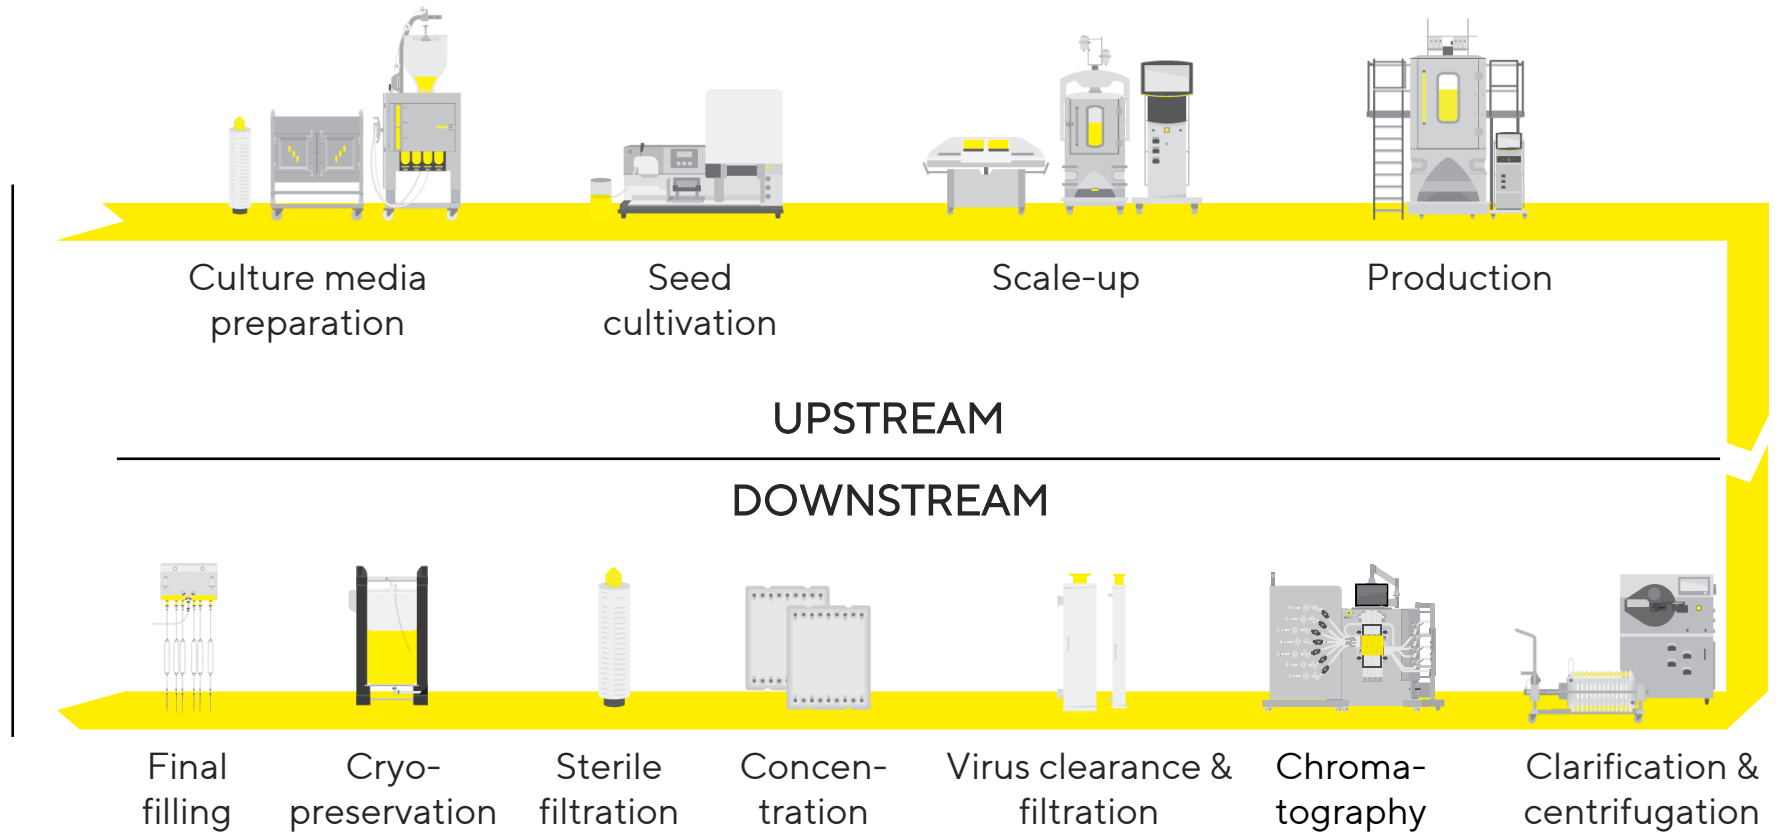 Culture media
preparation
Seed
cultivation
Scale-up
Production
UPSTREAM
DOWNSTREAM
Final
filling
Cryo-
preservation
Sterile
filtration
Concen-
tration
Virus clearance &
filtration
Chroma-
tography
Clarification &
centrifugation